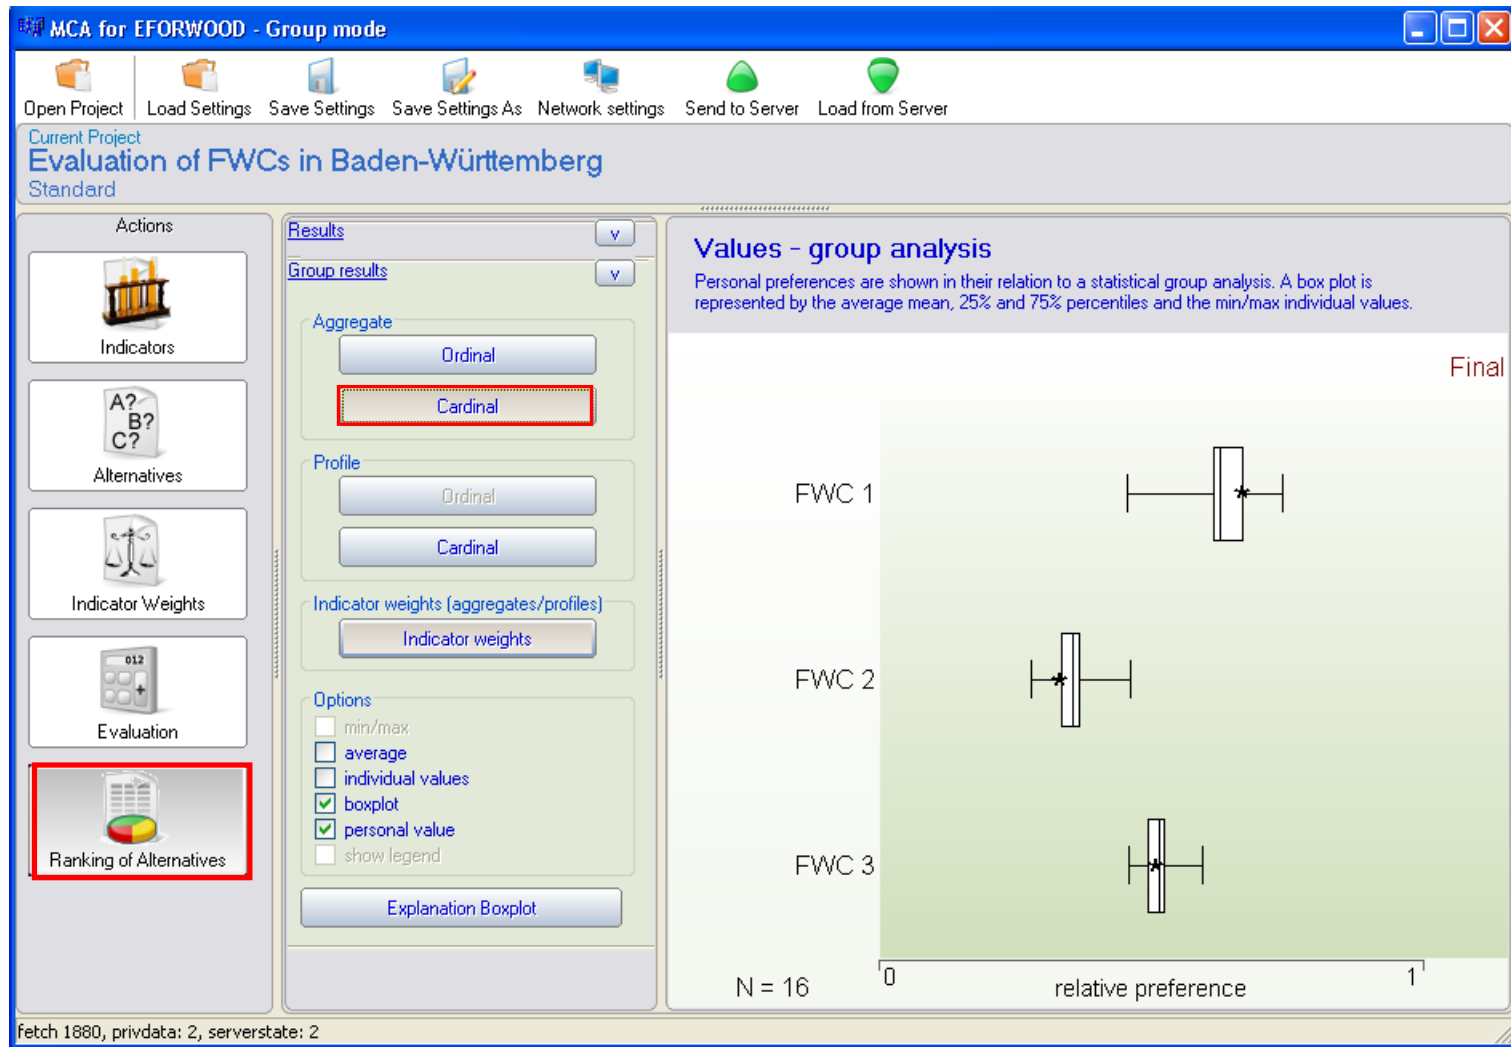 MCA for EFORWOOD - Group mode
Open Project
Load Settings
Save Settings
Save Settings As
Network settings
Send to Server
Load from Server
Current Project
Evaluation of FWCs in Baden-Württemberg
Standard
Actions
Indicators
A?
B?
C?
Alternatives
Indicator Weights
012
+
Evaluation
Ranking of Alternatives
Results
v
Group results
v
Aggregate
Ordinal
Cardinal
Profile
Ordinal
Cardinal
Indicator weights (aggregates/profiles)
Indicator weights
Options
min/max
average
individual values
boxplot
personal value
show legend
Explanation Boxplot
Values - group analysis
Personal preferences are shown in their relation to a statistical group analysis. A box plot is
represented by the average mean, 25% and 75% percentiles and the min/max individual values.
Final
FWC 1
FWC 2
FWC 3
N = 16
0
relative preference
1
fetch 1880, privdata: 2, serverstate: 2